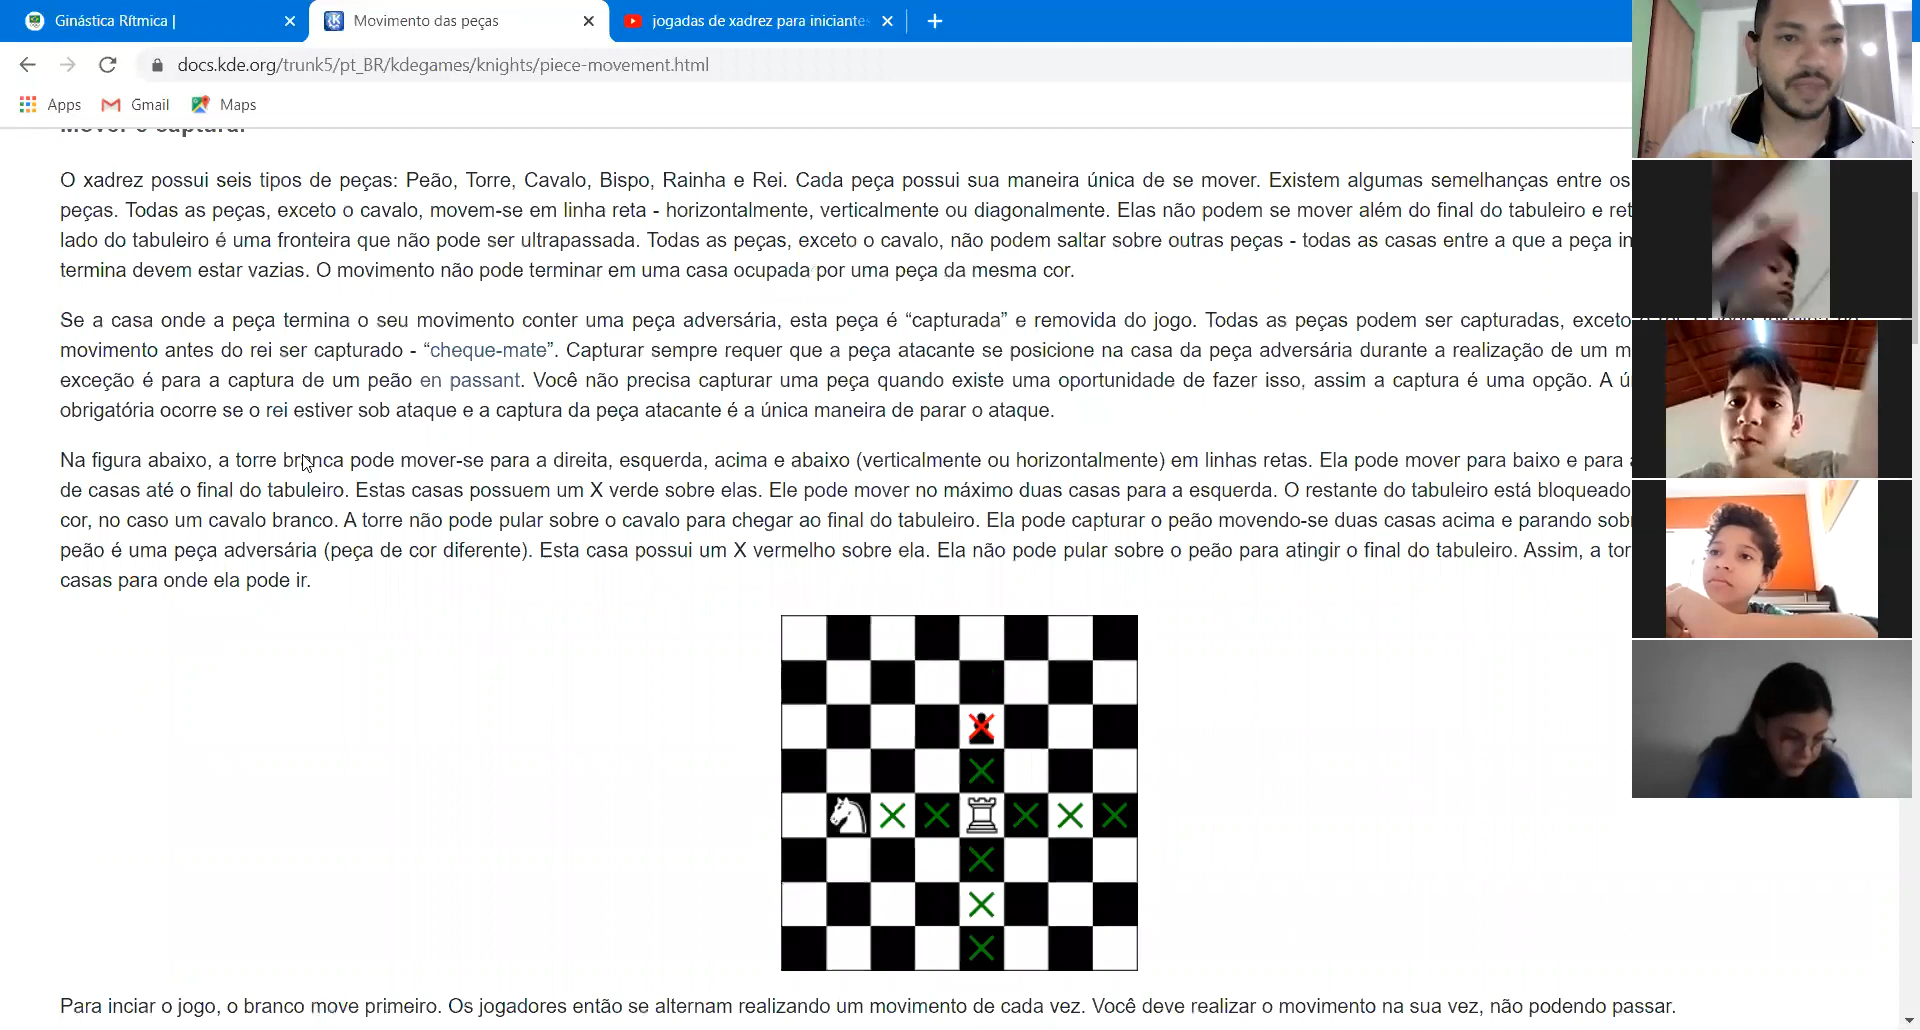 Ginástica Rítmica |
Movimento das peças
jogadas de xadrez para iniciante
docs.kde.org/trunk5/pt_BR/kdegames/knights/piece-movement.html
Apps
Gmail
Maps
Mover e capturar
O xadrez possui seis tipos de peças: Peão, Torre, Cavalo, Bispo, Rainha e Rei. Cada peça possui sua maneira única de se mover. Existem algumas semelhanças entre os
peças. Todas as peças, exceto o cavalo, movem-se em linha reta - horizontalmente, verticalmente ou diagonalmente. Elas não podem se mover além do final do tabuleiro e
lado do tabuleiro é uma fronteira que não pode ser ultrapassada. Todas as peças, exceto o cavalo, não podem saltar sobre outras peças - todas as casas entre a que a peça
termina devem estar vazias. O movimento não pode terminar em uma casa ocupada por uma peça da mesma cor.
Se a casa onde a peça termina o seu movimento conter uma peça adversária, esta peça é “capturada” e removida do jogo. Todas as peças podem ser capturadas, exceto
movimento antes do rei ser capturado - “cheque-mate”. Capturar sempre requer que a peça atacante se posicione na casa da peça adversária durante a realização de um
exceção é para a captura de um peão en passant. Você não precisa capturar uma peça quando existe uma oportunidade de fazer isso, assim a captura é uma opção. A
obrigatória ocorre se o rei estiver sob ataque e a captura da peça atacante é a única maneira de parar o ataque.
Na figura abaixo, a torre branca pode mover-se para a direita, esquerda, acima e abaixo (verticalmente ou horizontalmente) em linhas retas. Ela pode mover para baixo e para
de casas até o final do tabuleiro. Estas casas possuem um X verde sobre elas. Ele pode mover no máximo duas casas para a esquerda. O restante do tabuleiro está bloqueado
cor, no caso um cavalo branco. A torre não pode pular sobre o cavalo para chegar ao final do tabuleiro. Ela pode capturar o peão movendo-se duas casas acima e parando
peão é uma peça adversária (peça de cor diferente). Esta casa possui um X vermelho sobre ela. Ela não pode pular sobre o peão para atingir o final do tabuleiro. Assim, a
casas para onde ela pode ir.
Para inciar o jogo, o branco move primeiro. Os jogadores então se alternam realizando um movimento de cada vez. Você deve realizar o movimento na sua vez, não podendo passar.